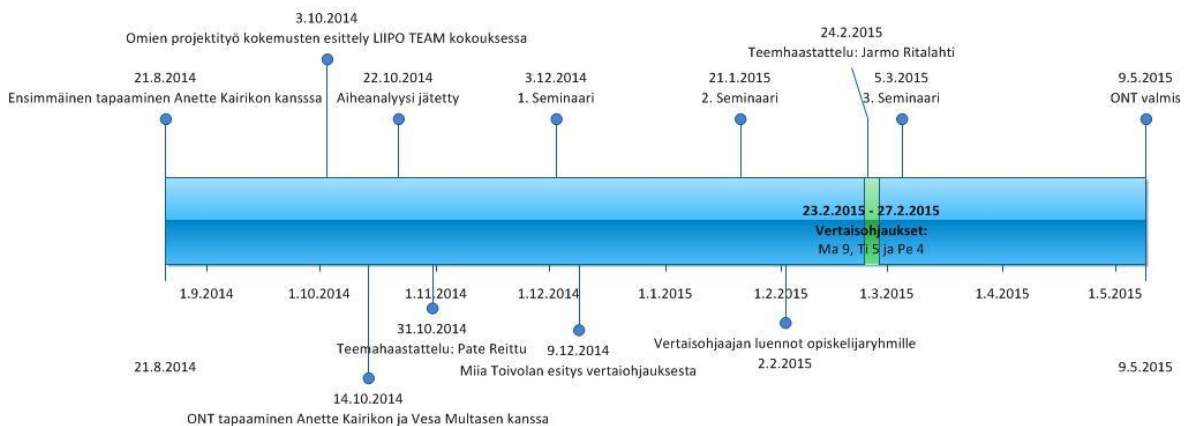 3.10.2014
Omien projektityö kokemusten esittely LIIPO TEAM kokouksessa
24.2.2015
Teemhaastattelu: Jarmo Ritalahti
21.8.2014
Ensimmäinen tapaaminen Anette Kairikon kansssa
22.10.2014
Aiheanalyysi jätetty
3.12.2014
1. Seminaari
21.1.2015
2. Seminaari
5.3.2015
3. Seminaari
9.5.2015
ONT valmis
23.2.2015 - 27.2.2015
Vertaisohjaukset:
Ma 9, Ti 5 ja Pe 4
1.9.2014 1.10.2014 1.11.2014 1.12.2014 1.1.2015 1.2.2015 1.3.2015 1.4.2015 1.5.2015
31.10.2014
Teemahaastattelu: Pate Reittu
9.12.2014
Miia Toivolan esitys vertaiohjauksesta
Vertaisohjaajan luennot opiskelijaryhmille
2.2.2015
21.8.2014
9.5.2015
14.10.2014
ONT tapaaminen Anette Kairikon ja Vesa Multasen kanssa